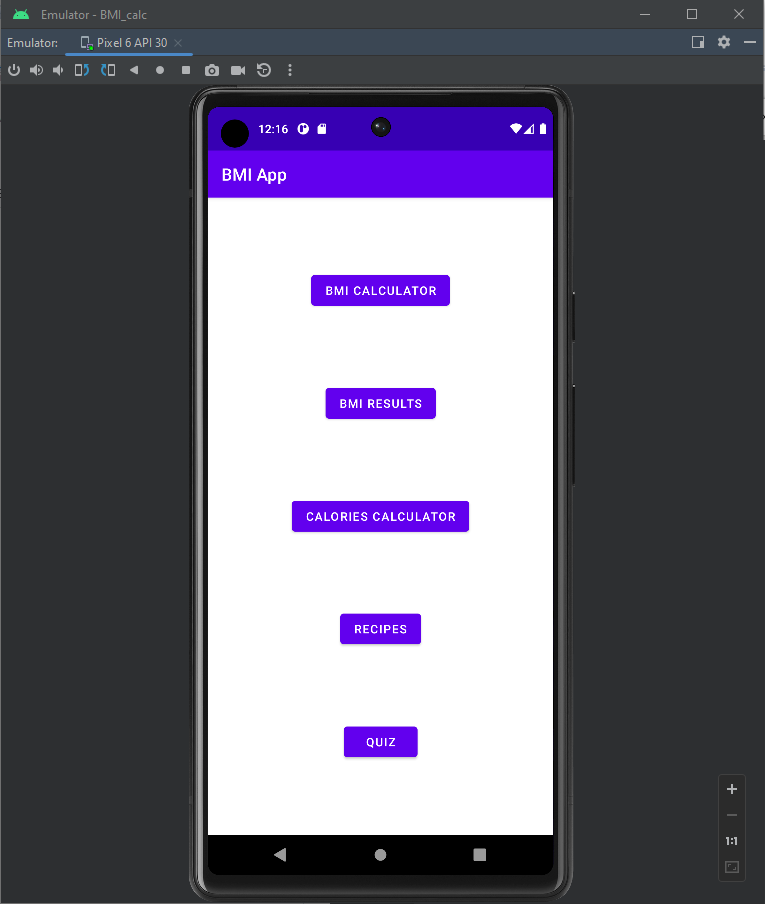 Emulator - BMI_calc
Emulator: Pixel 6 API 30
12:16
BMI App
BMI CALCULATOR
BMI RESULTS
CALORIES CALCULATOR
RECIPES
QUIZ
1:1